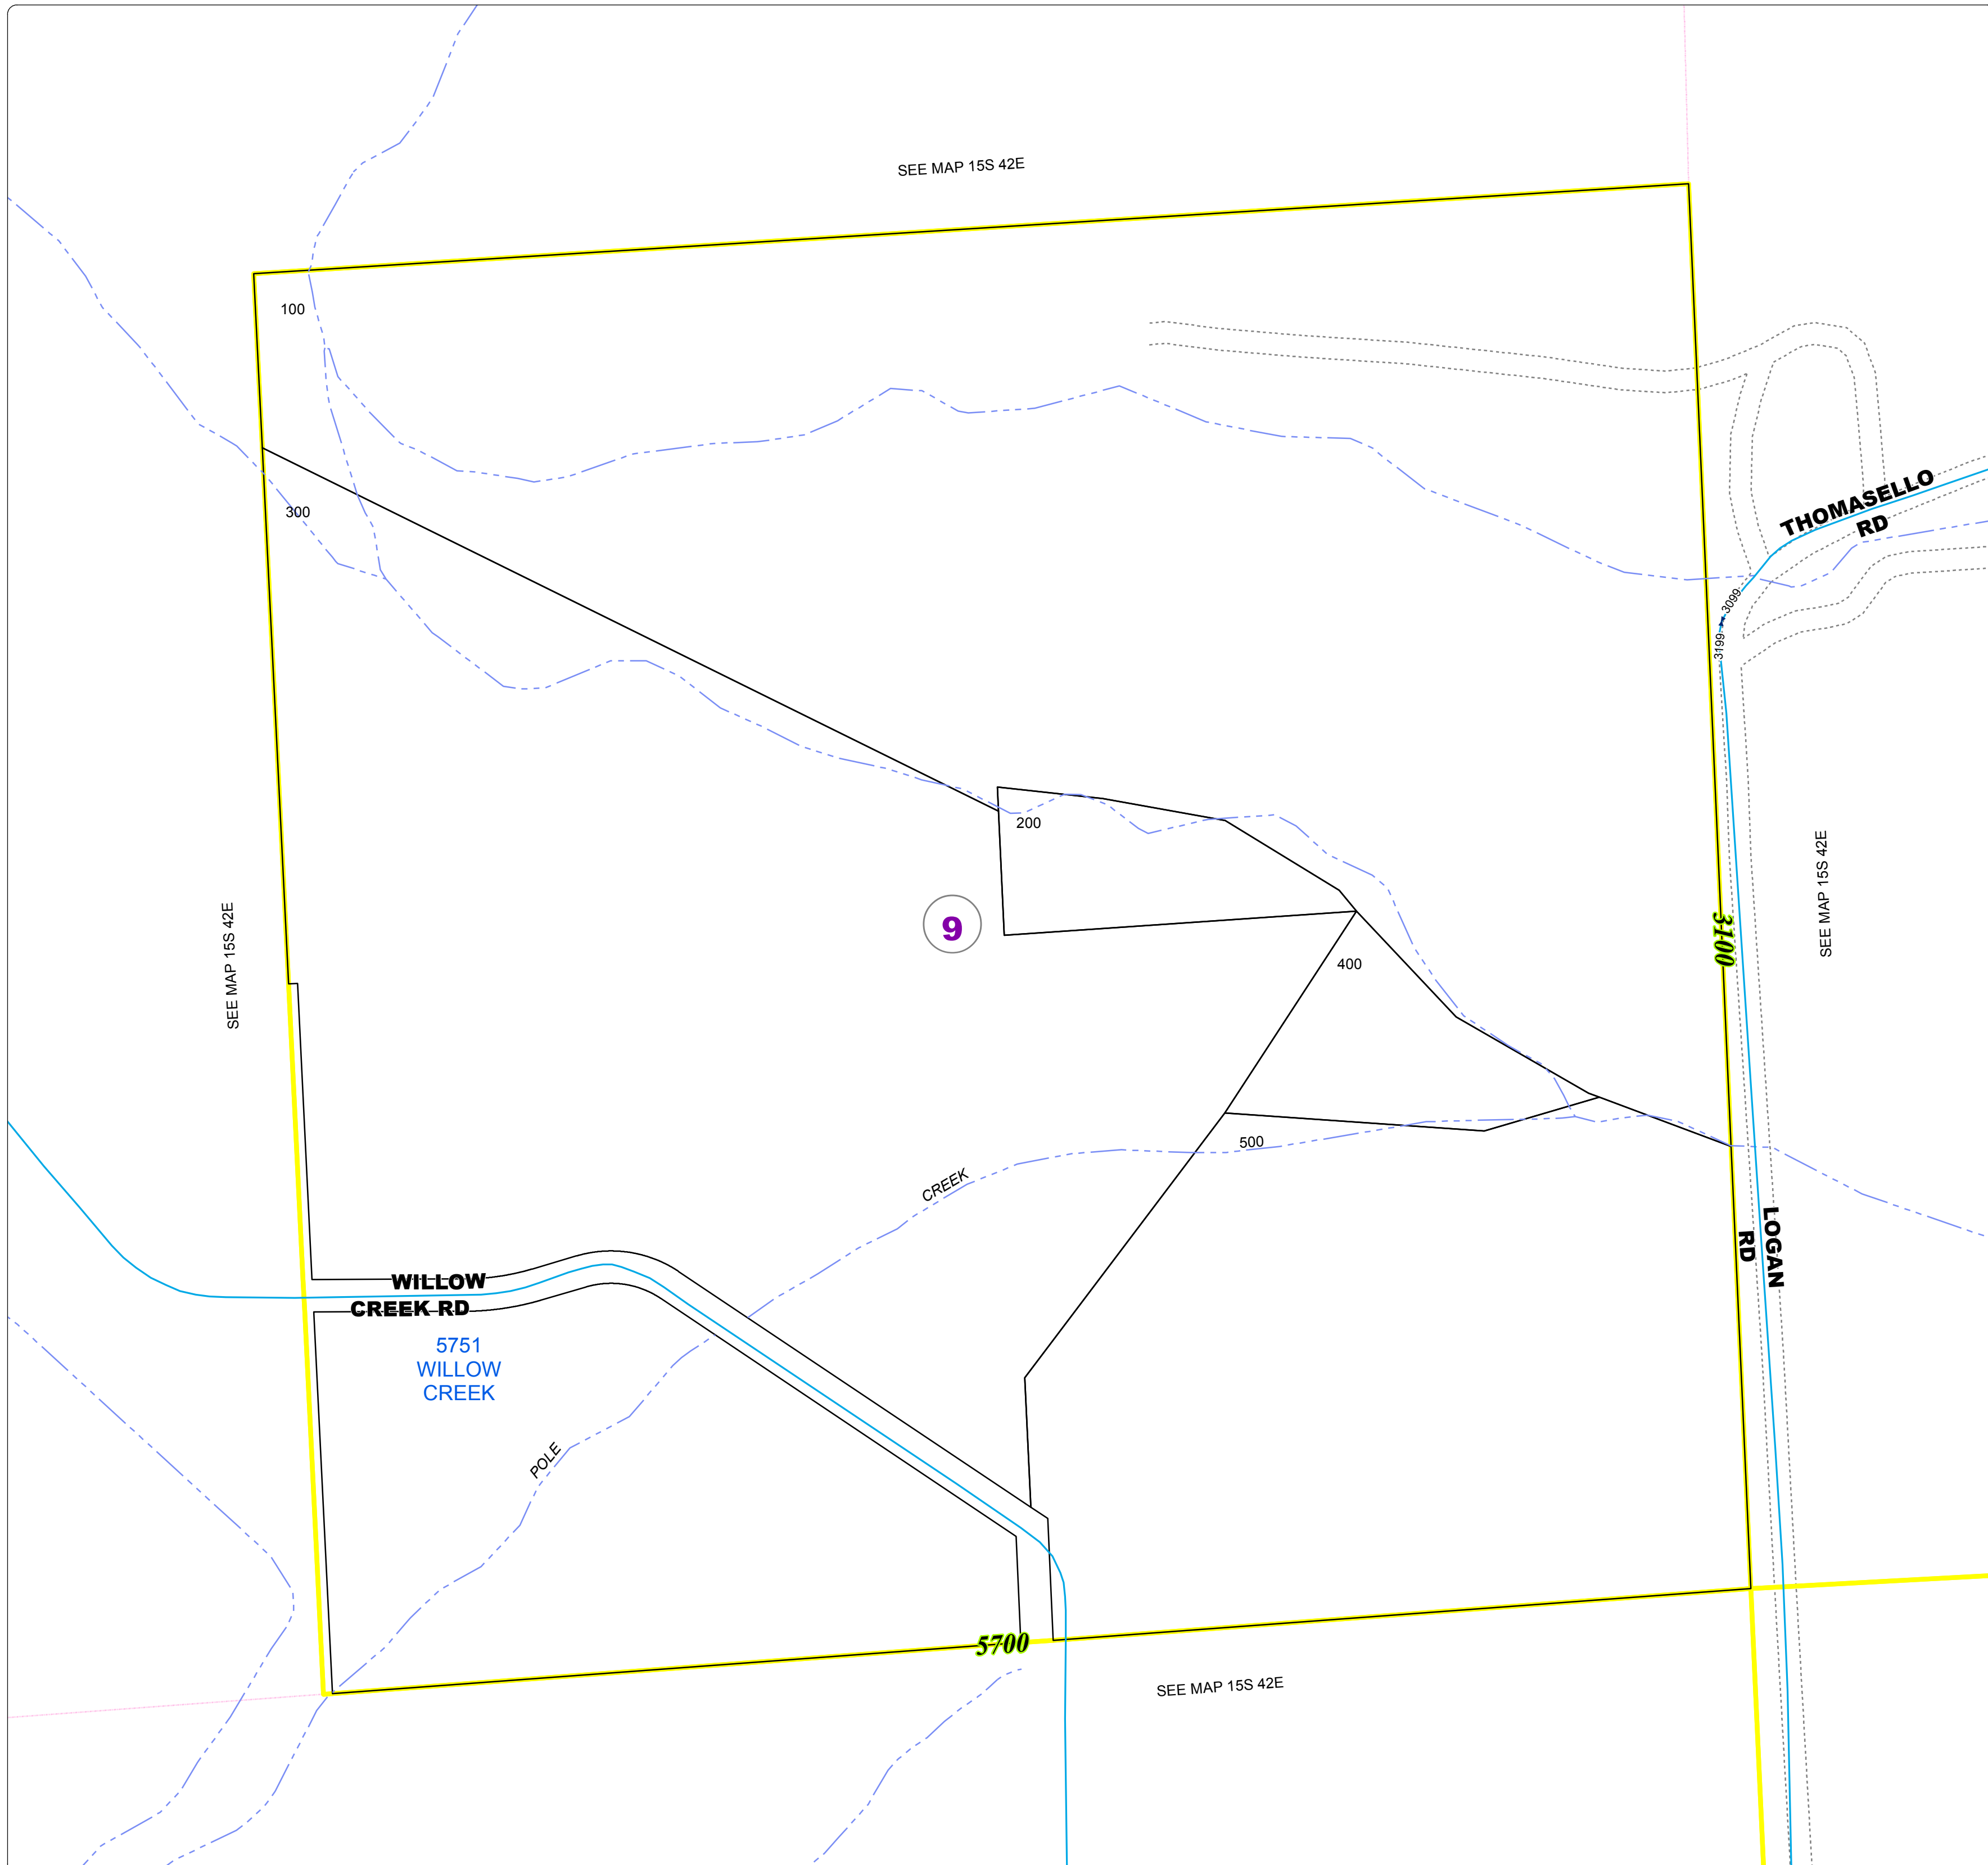 SEE MAP 15S 42E
100
THOMASELLO
RD
300
3099
3199
200
SEE MAP 15S 42E
SEE MAP 15S 42E
9
3100
400
500
CREEK
LOGAN
RD
WILLOW
CREEK RD
5751
WILLOW
CREEK
POLE
5700
SEE MAP 15S 42E